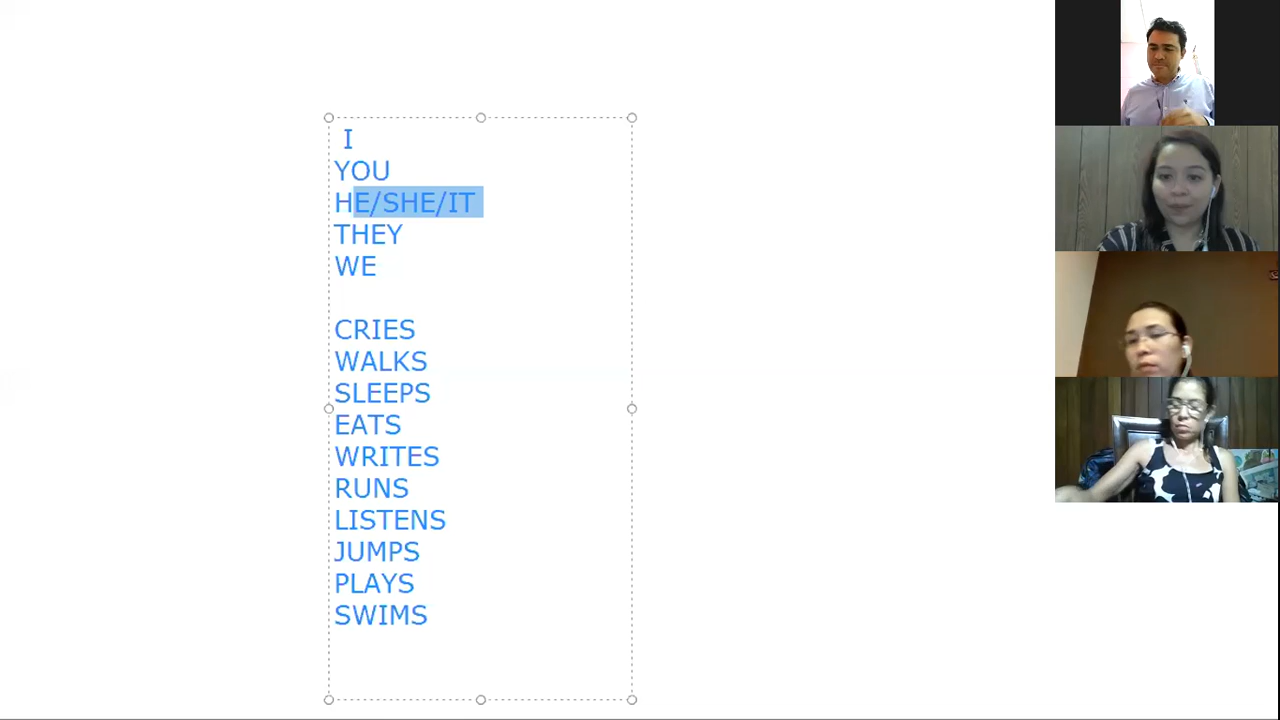 I
YOU
HE/SHE/IT
THEY
WE
CRIES
WALKS
SLEEPS
EATS
WRITES
RUNS
LISTENS
JUMPS
PLAYS
SWIMS